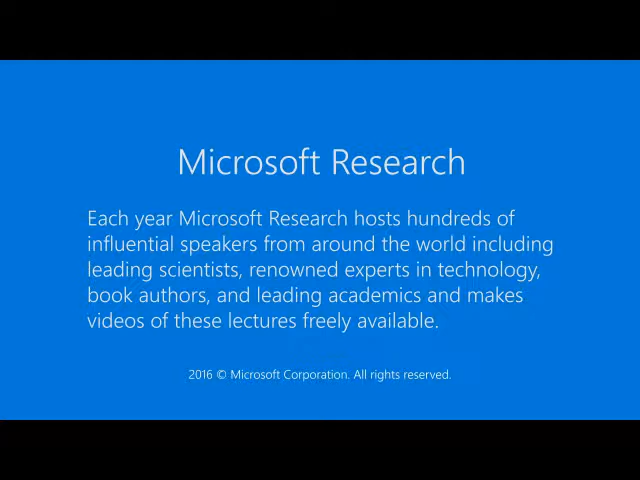 Microsoft Research
Each year Microsoft Research hosts hundreds of
influential speakers from around the world including
leading scientists, renowned experts in technology,
book authors, and leading academics and makes
videos of these lectures freely available.
2016 © Microsoft Corporation. All rights reserved.